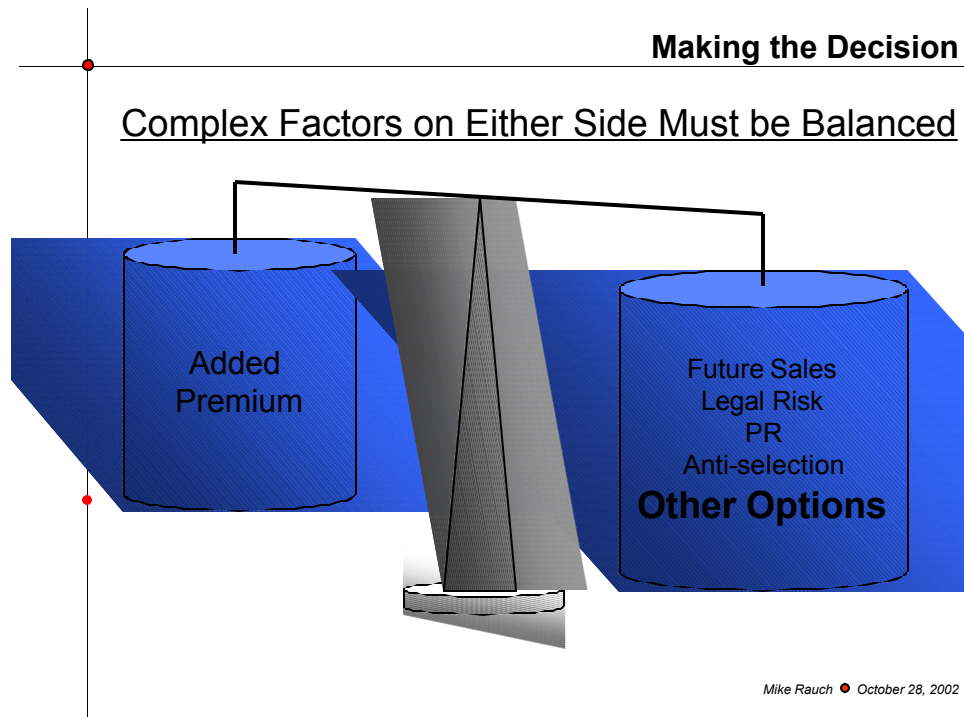 Making the Decision
Complex Factors on Either Side Must be Balanced
Added
Premium
Future Sales
Legal Risk
PR
Anti-selection
Other Options
Mike Rauch October 28, 2002